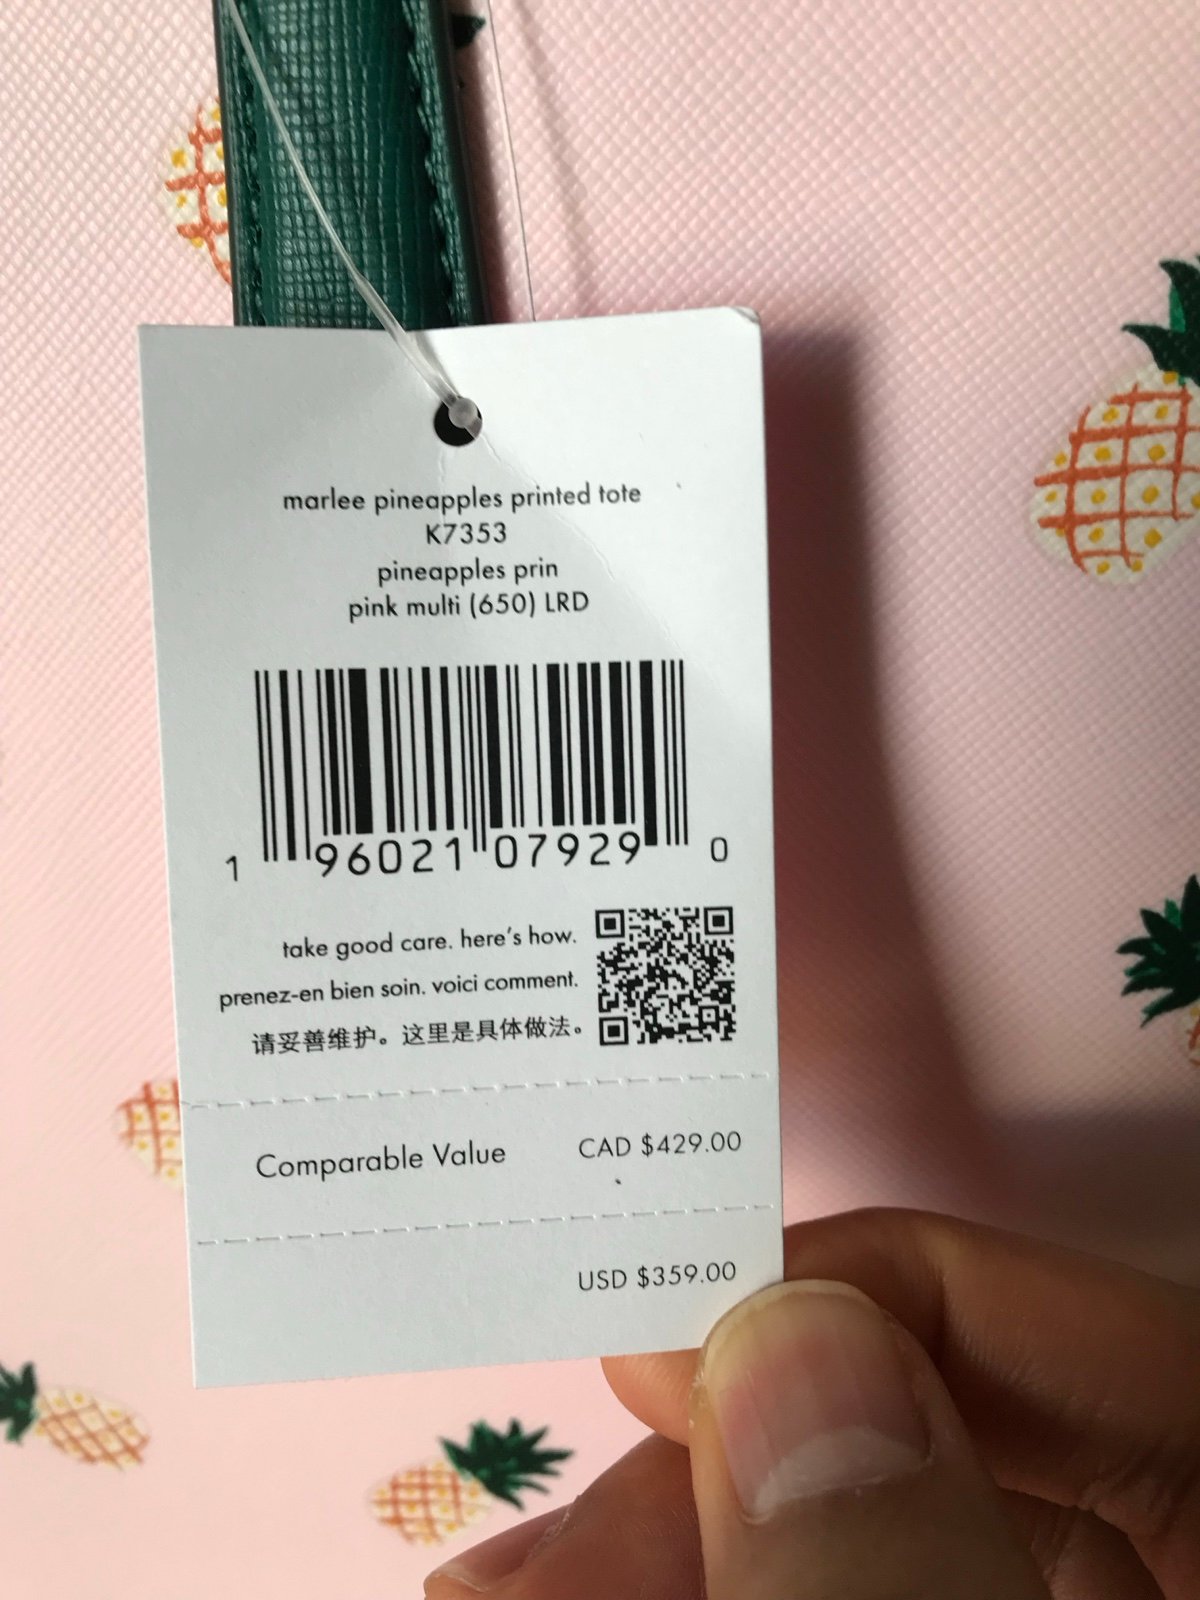 marlee pineapples printed tote
K7353
pineapples prin
pink multi (650) LRD
1 96021 07929 0
take good care. here's how.
prenez-en bien soin. voici comment.
请妥善维护。这里是具体做法。
Comparable Value CAD $429.00
USD $359.00